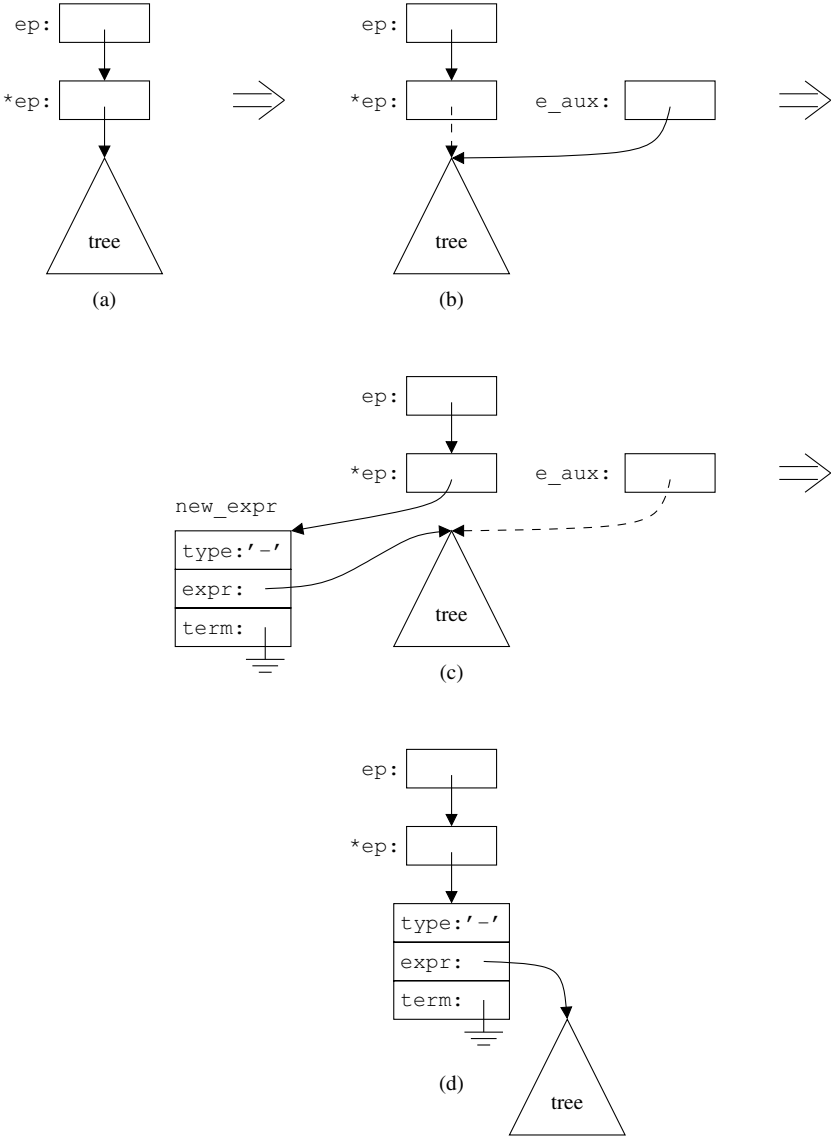 ep:
*ep:
tree
(a)
ep:
*ep:
e_aux:
tree
(b)
ep:
*ep:
e_aux:
new_expr
type:'-'
expr:
term:
tree
(c)
ep:
*ep:
type:'-'
expr:
term:
tree
(d)